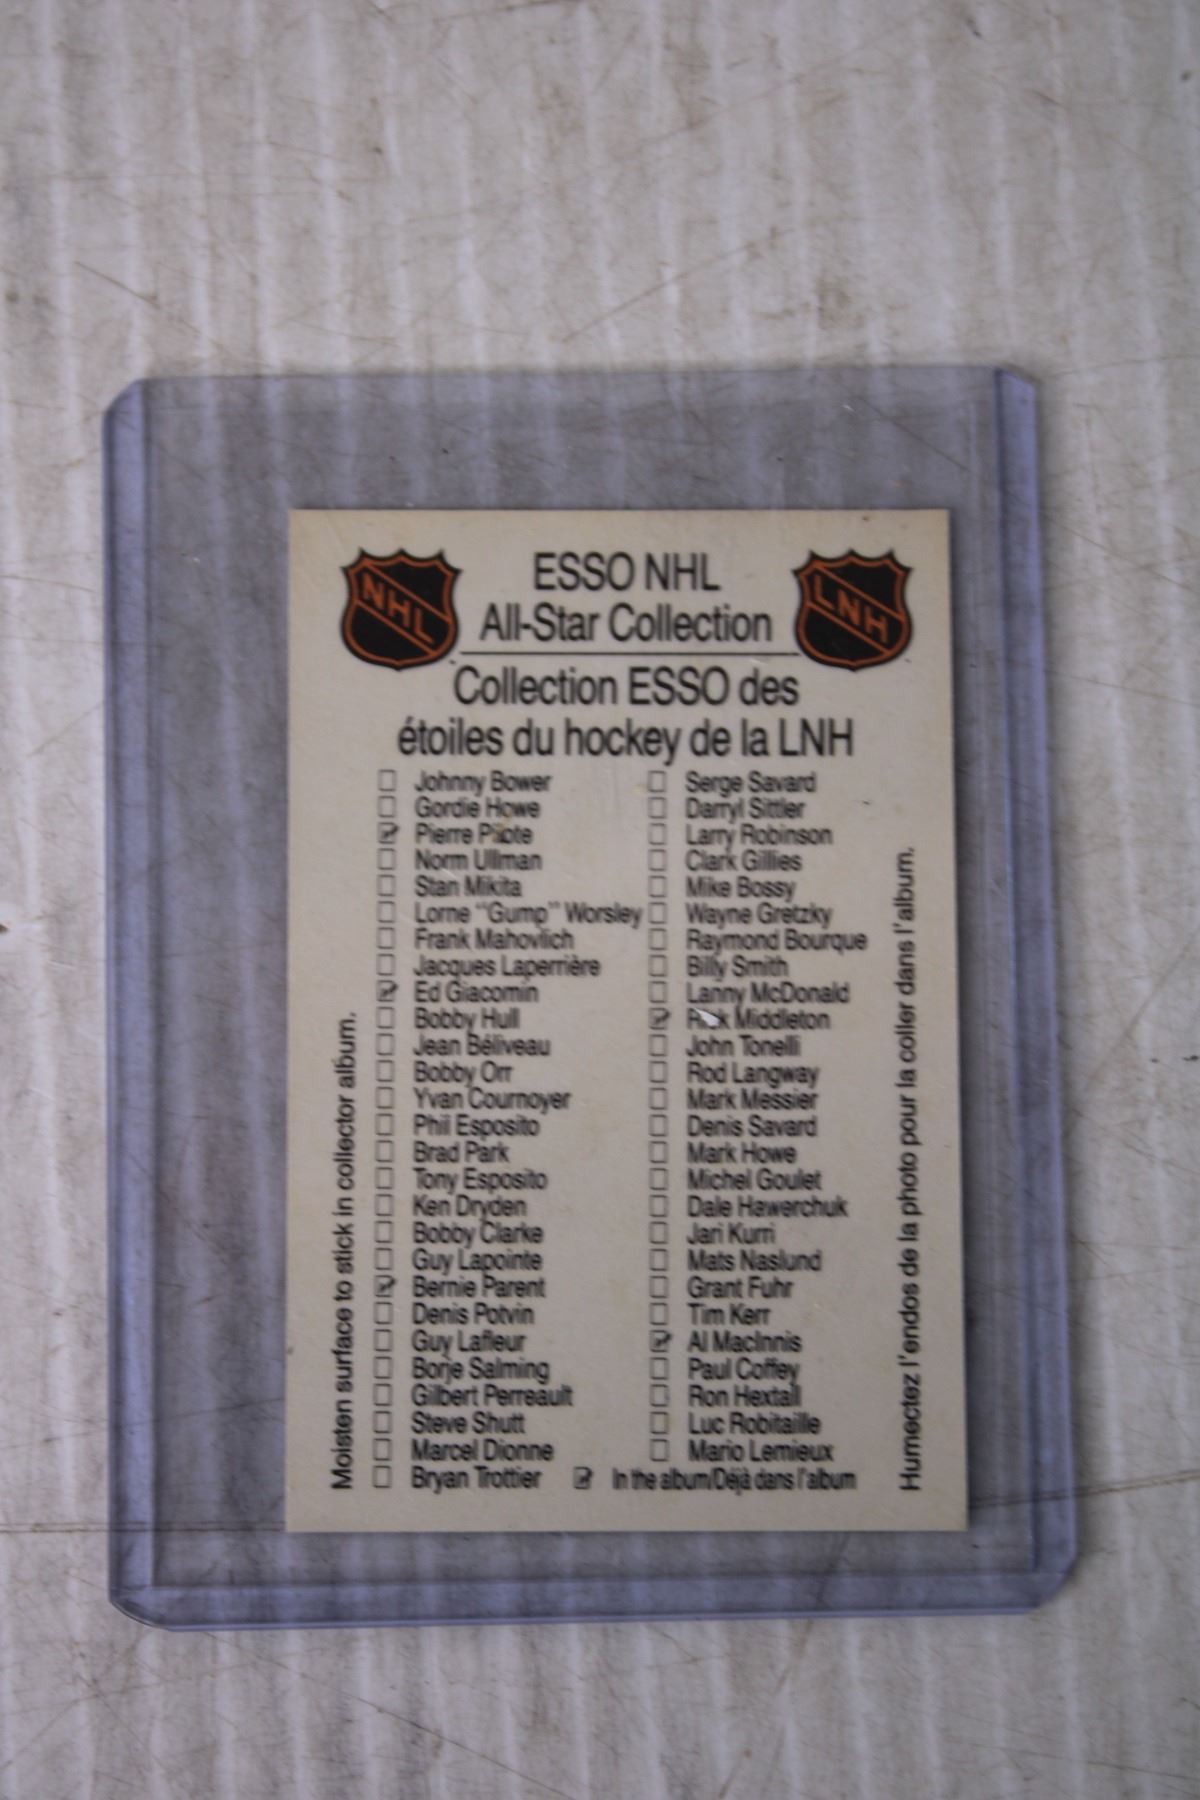 NHL
LNH
ESSO NHL
All-Star Collection
Collection ESSO des
étoiles du hockey de la LNH
☐ Johnny Bower
☐ Gordie Howe
☑ Pierre Pilote
☐ Norm Ullman
☐ Stan Mikita
☐ Lorne "Gump" Worsley
☐ Frank Mahovlich
☐ Jacques Laperrière
☑ Ed Giacomin
☐ Bobby Hull
☐ Jean Béliveau
☐ Bobby Orr
☐ Yvan Cournoyer
☐ Phil Esposito
☐ Brad Park
☐ Tony Esposito
☐ Ken Dryden
☐ Bobby Clarke
☐ Guy Lapointe
☑ Bernie Parent
☐ Denis Potvin
☐ Guy Lafleur
☐ Borje Salming
☐ Gilbert Perreault
☐ Steve Shutt
☐ Marcel Dionne
☐ Bryan Trottier
☐ Serge Savard
☐ Darryl Sittler
☐ Larry Robinson
☐ Clark Gillies
☐ Mike Bossy
☐ Wayne Gretzky
☐ Raymond Bourque
☐ Billy Smith
☐ Lanny McDonald
☑ Rick Middleton
☐ John Tonelli
☐ Rod Langway
☐ Mark Messier
☐ Denis Savard
☐ Mark Howe
☐ Michel Goulet
☐ Dale Hawerchuk
☐ Jari Kurri
☐ Mats Naslund
☐ Grant Fuhr
☐ Tim Kerr
☑ Al MacInnis
☐ Paul Coffey
☐ Ron Hextall
☐ Luc Robitaille
☐ Mario Lemieux
☑ In the album/Déjà dans l'album
Moisten surface to stick in collector album.
Humectez l'endos de la photo pour la coller dans l'album.